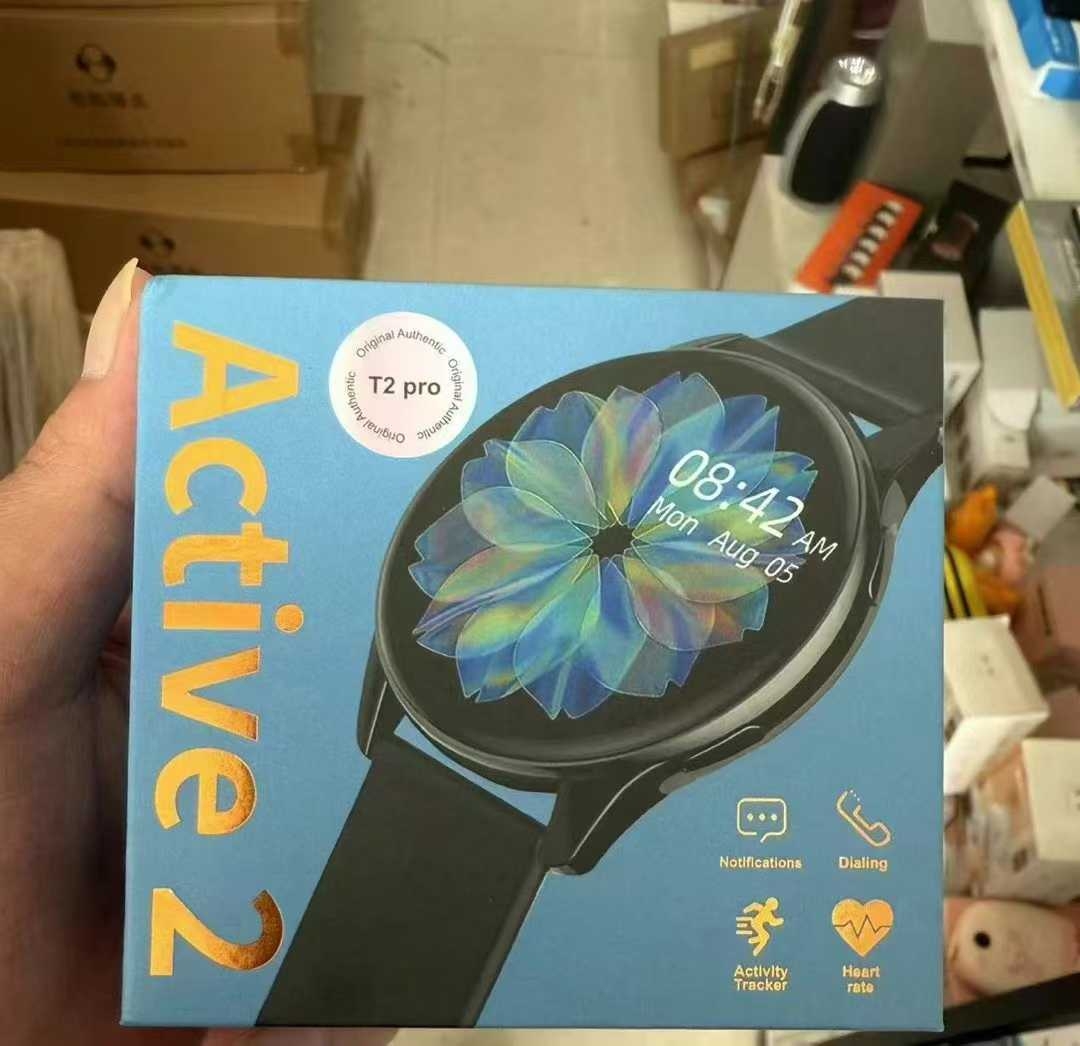 Active 2
Original Authentic
Original Authentic
Original Authentic
T2 pro
08:42 AM
Mon Aug 05
Notifications
Dialing
Activity
Tracker
Heart
rate